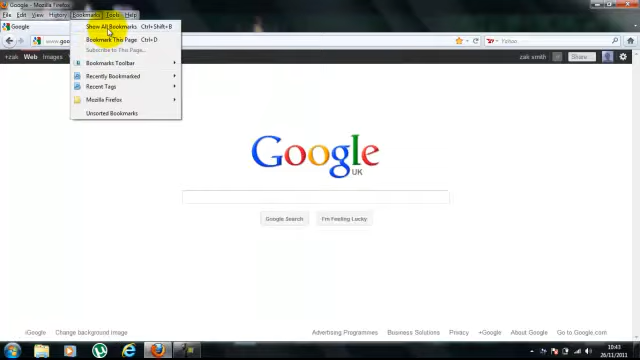 Google - Mozilla Firefox
File Edit View History Bookmarks Tools Help
Google
Show All Bookmarks Ctrl+Shift+B
Bookmark This Page Ctrl+D
Subscribe to This Page...
Bookmarks Toolbar
Recently Bookmarked
Recent Tags
Mozilla Firefox
Unsorted Bookmarks
www.goo
Yahoo
+zak Web Images
zak smith
Share
Google
UK
Google Search I'm Feeling Lucky
iGoogle Change background image Advertising Programmes Business Solutions Privacy +Google About Google Go to Google.com
10:43
26/11/2011